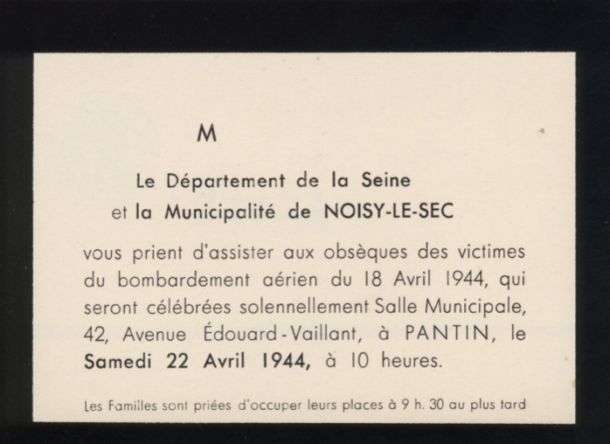 M
Le Département de la Seine
et la Municipalité de NOISY-LE-SEC
vous prient d'assister aux obsèques des victimes
du bombardement aérien du 18 Avril 1944, qui
seront célébrées solennellement Salle Municipale,
42, Avenue Édouard-Vaillant, à PANTIN, le
Samedi 22 Avril 1944, à 10 heures.
Les Familles sont priées d'occuper leurs places à 9 h. 30 au plus tard